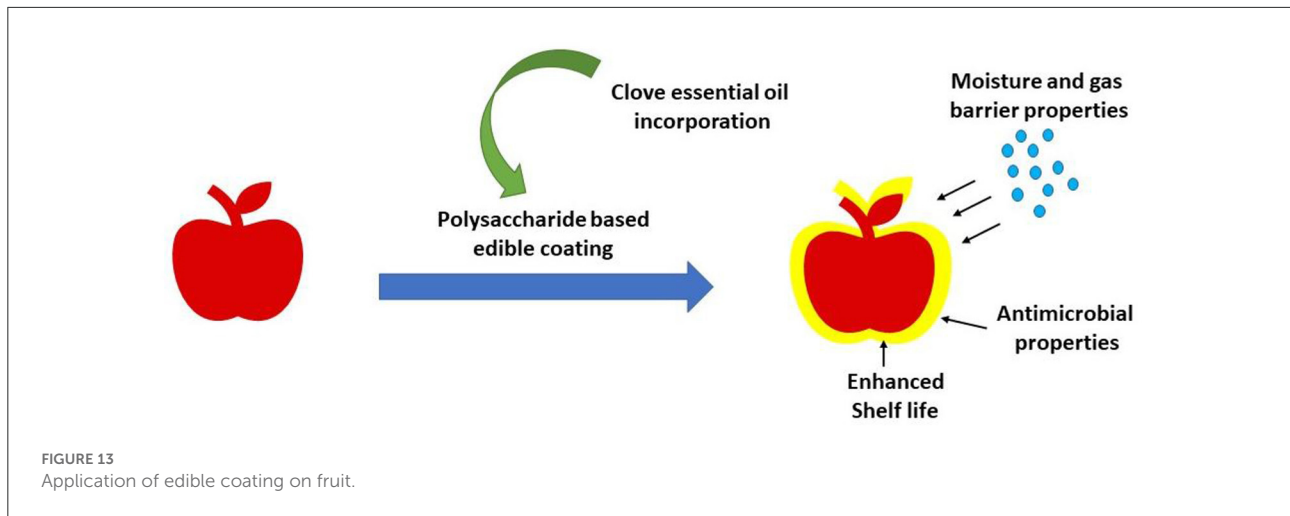 Clove essential oil
incorporation
Moisture and gas
barrier properties
Polysaccharide based
edible coating
Antimicrobial
properties
Enhanced
Shelf life
FIGURE 13
Application of edible coating on fruit.